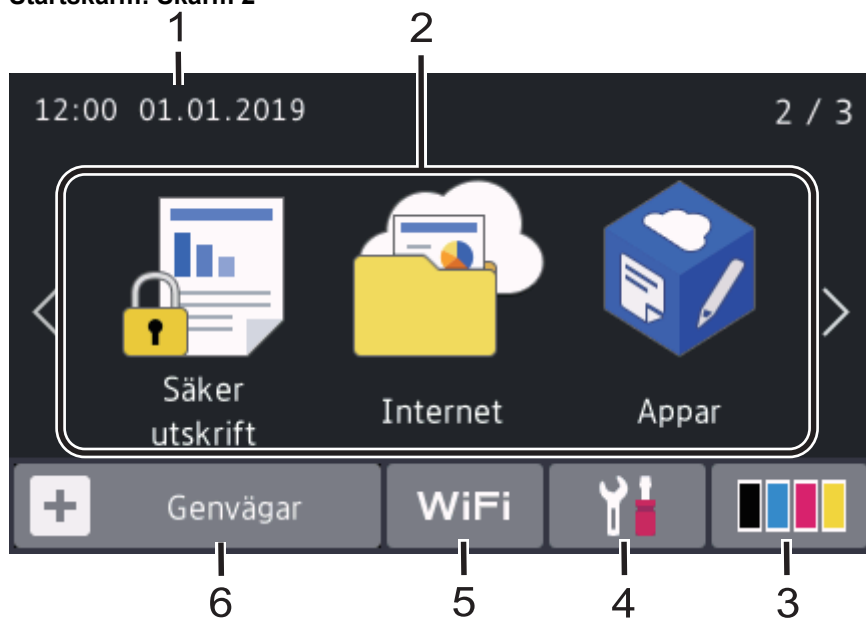 Startskärm: Skärm 2
1 2
12:00 01.01.2019 2 / 3
Säker
utskrift
Internet
Appar
Genvägar WiFi
6 5 4 3